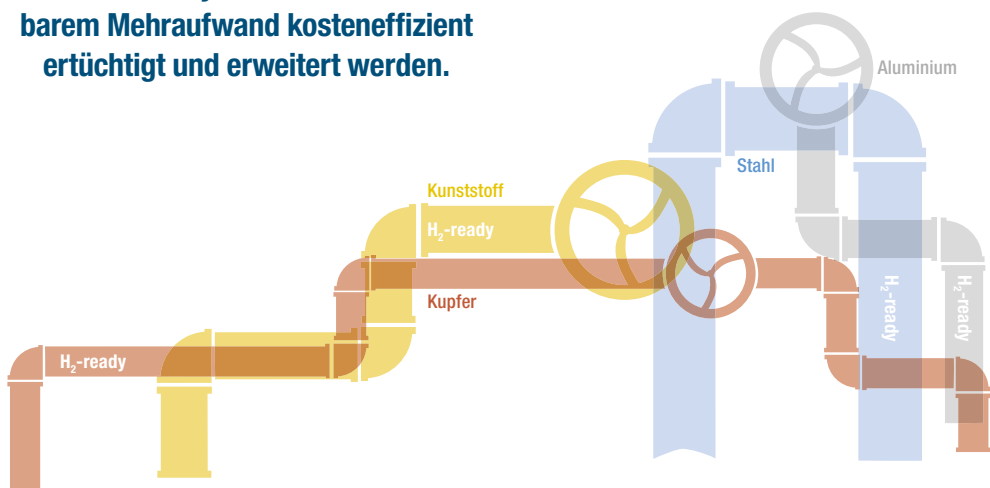 barem Mehraufwand kosteneffizient
ertüchtigt und erweitert werden.
Aluminium
Stahl
Kunststoff
H₂-ready
Kupfer
H₂-ready
H₂-ready
H₂-ready